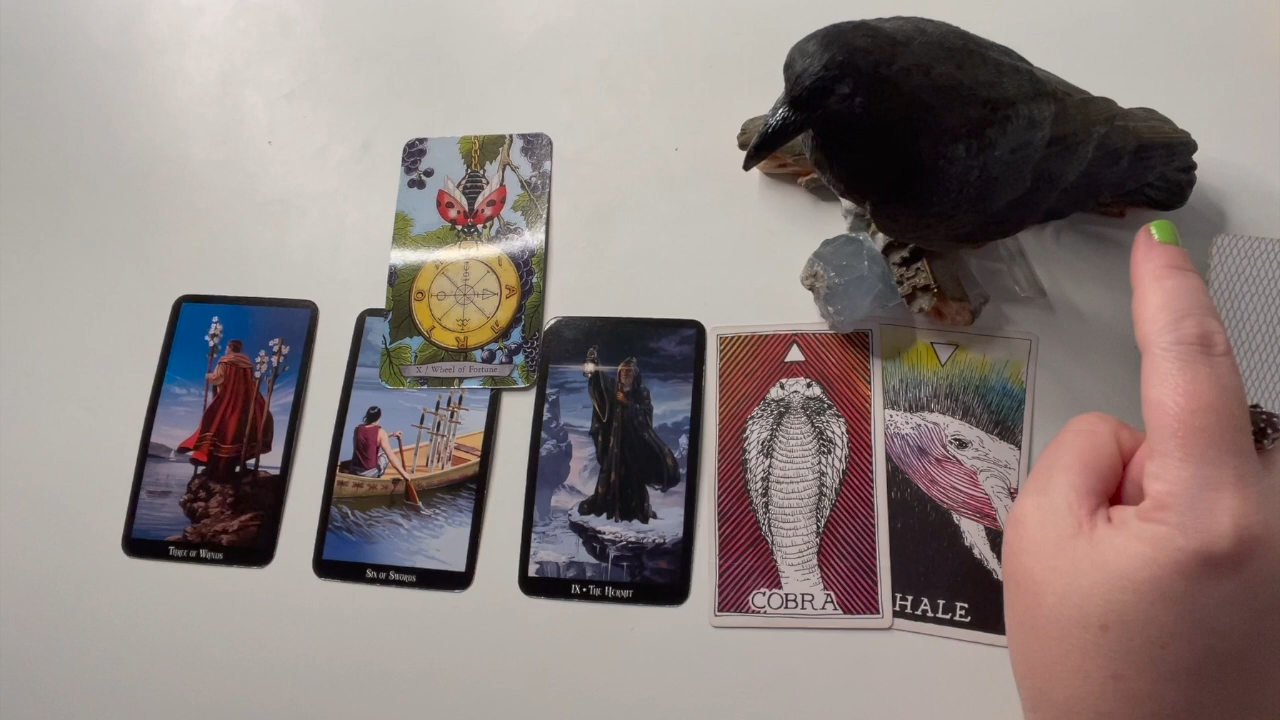 X / Wheel of Fortune
Three of Wands
Six of Swords
IX • The Hermit
COBRA
HALE